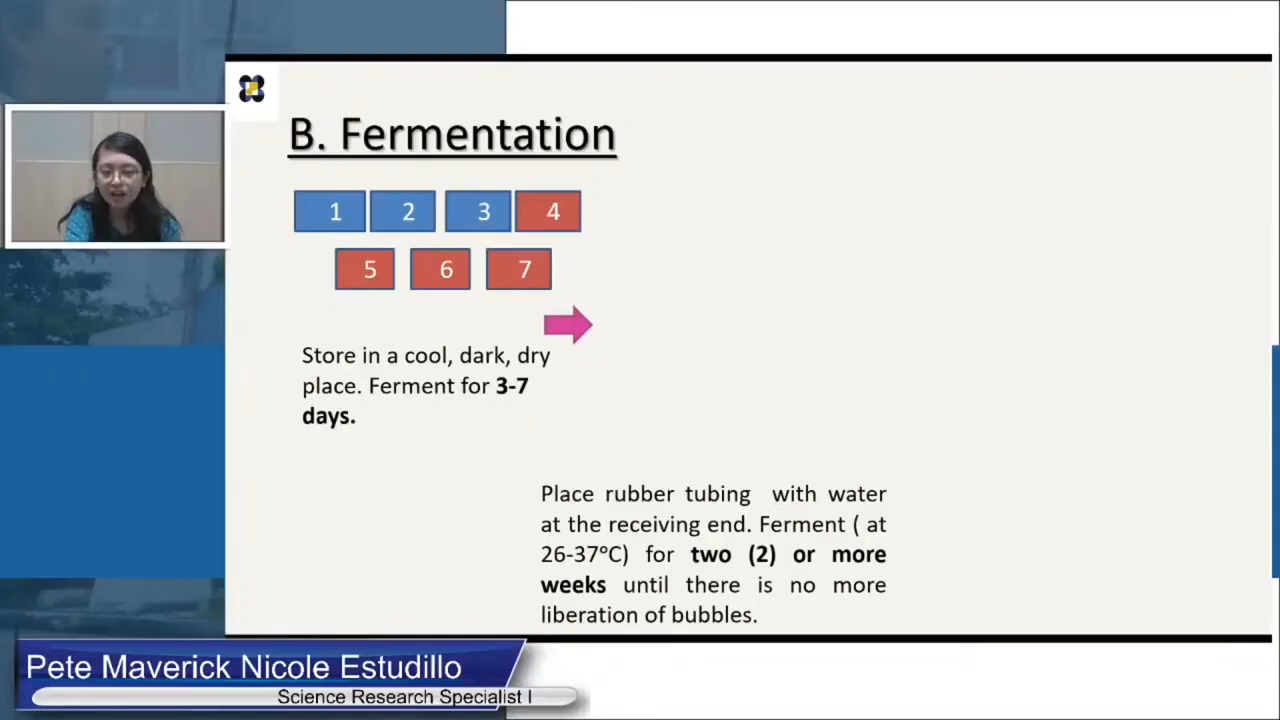 B. Fermentation
1 2 3 4
5 6 7
Store in a cool, dark, dry
place. Ferment for 3-7
days.
Place rubber tubing with water
at the receiving end. Ferment ( at
26-37°C) for two (2) or more
weeks until there is no more
liberation of bubbles.
Pete Maverick Nicole Estudillo
Science Research Specialist I